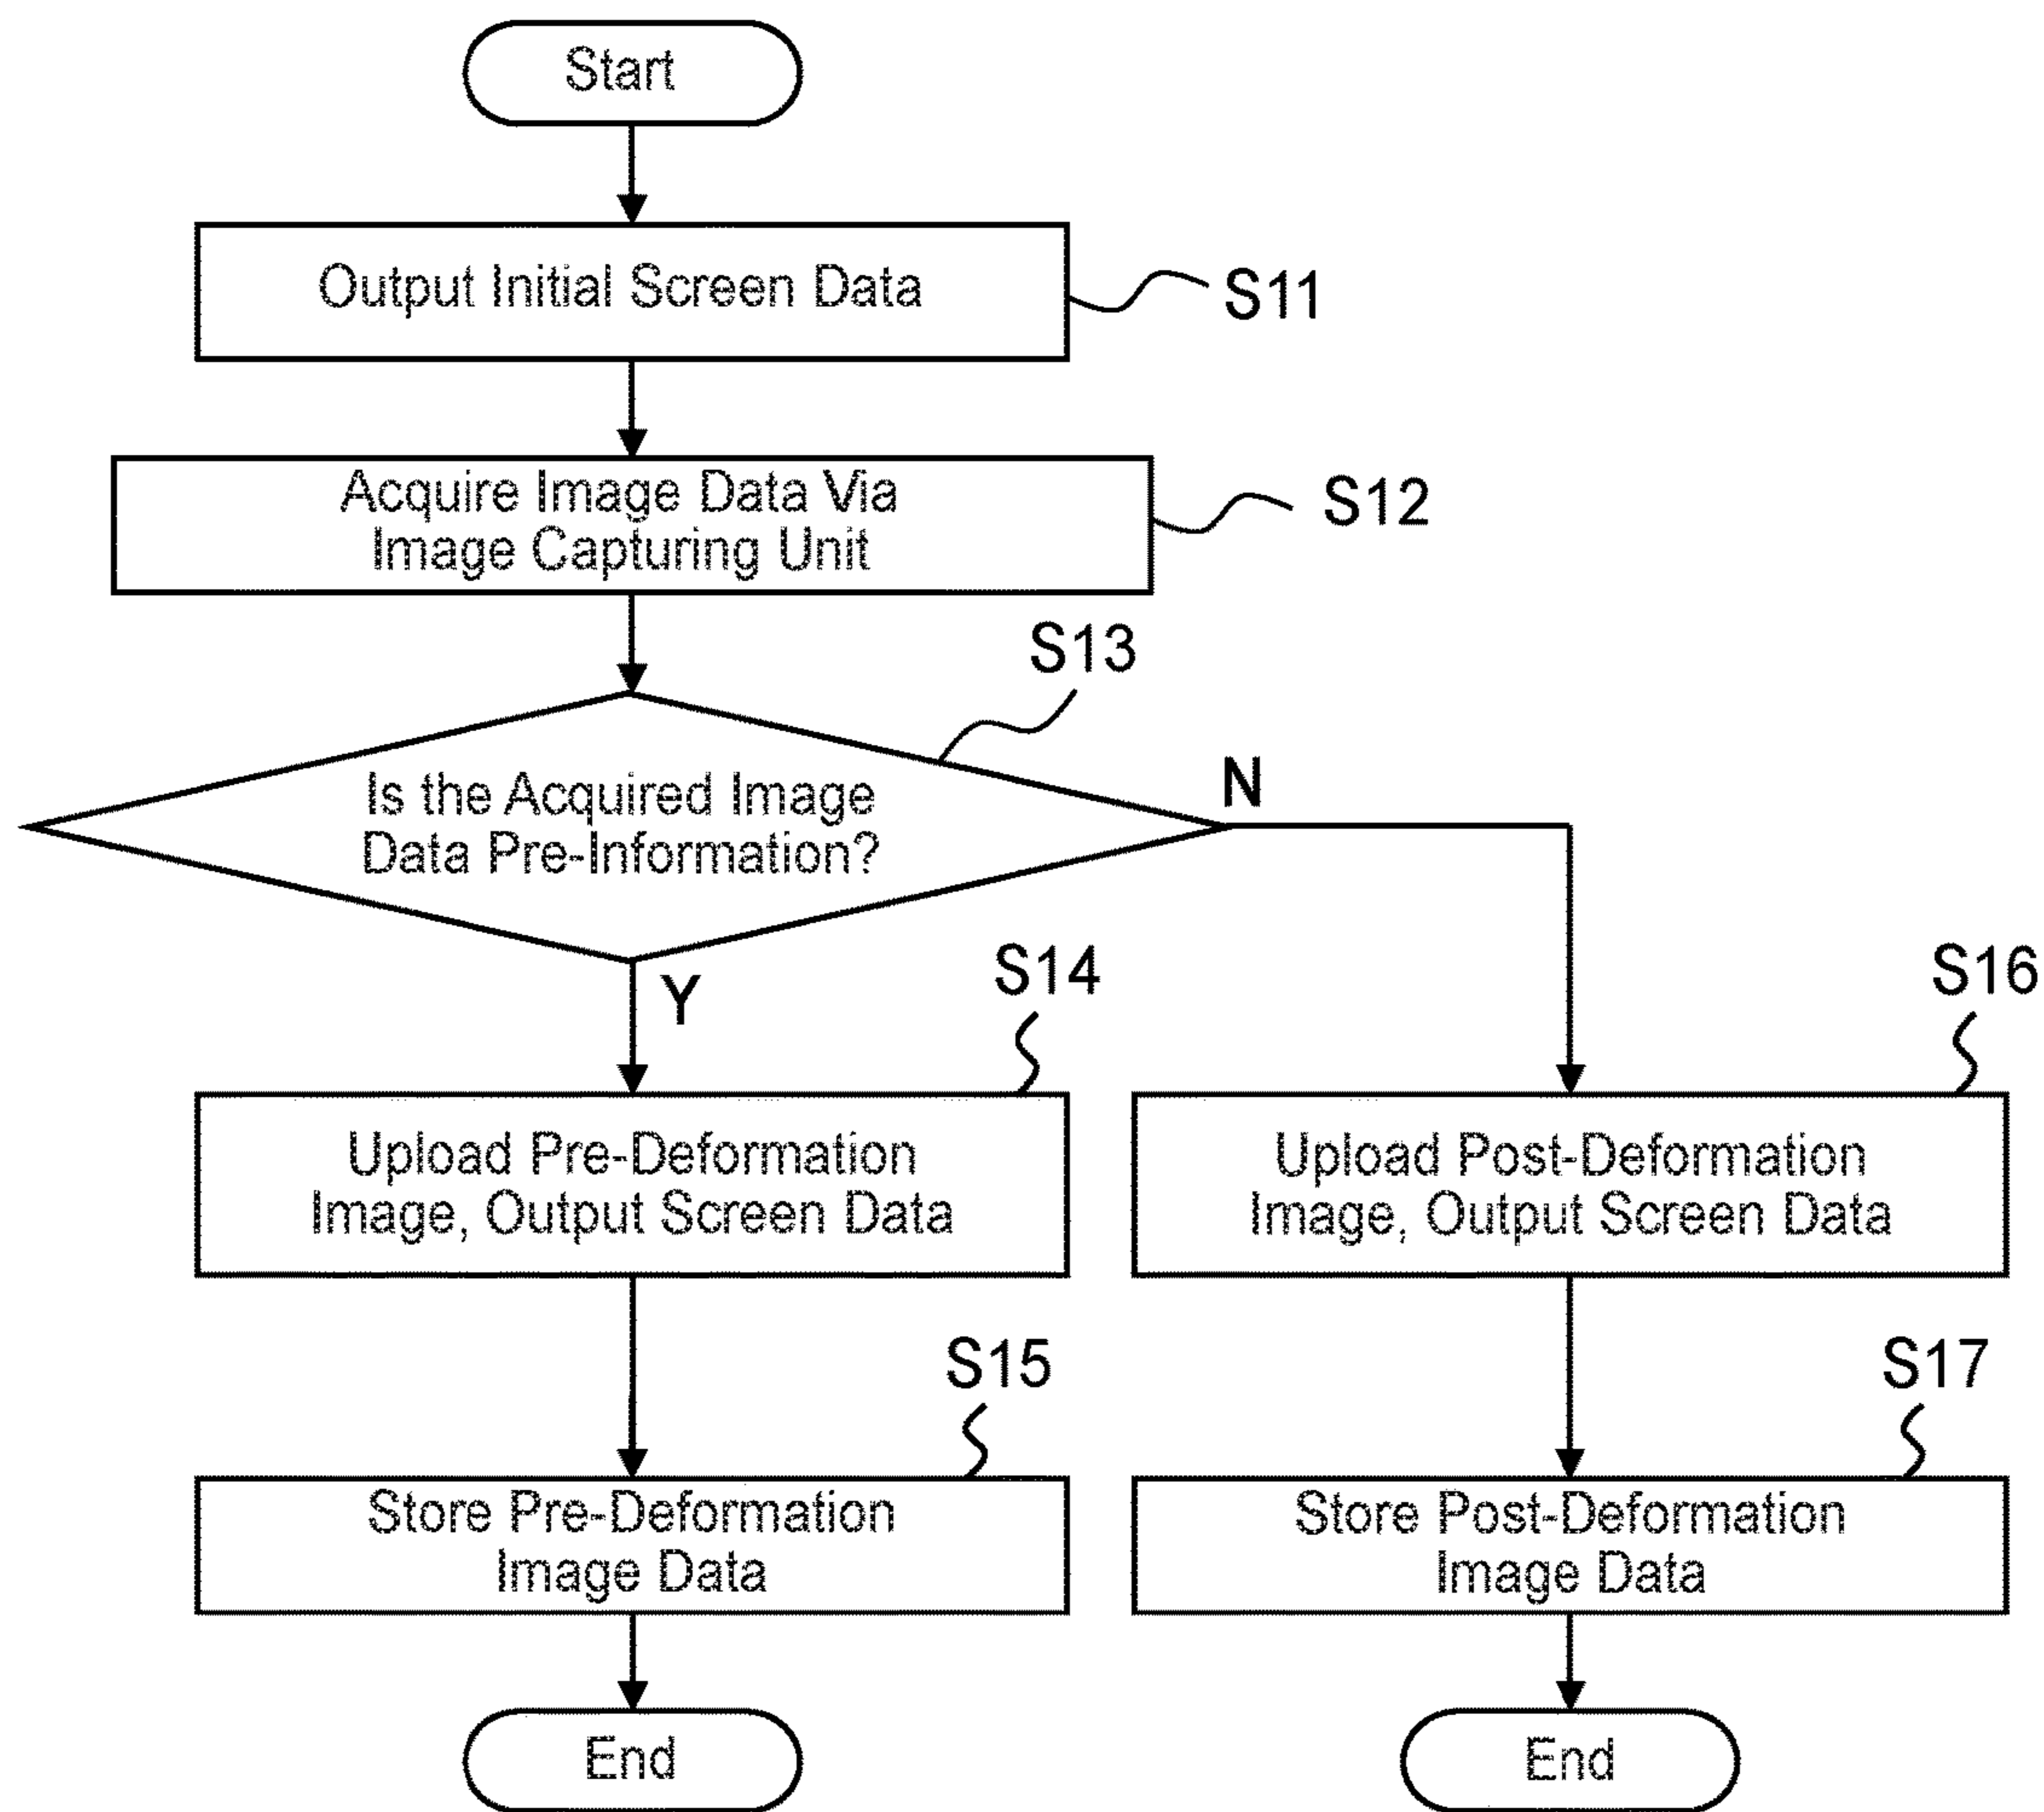 Start
Output Initial Screen Data
S11
Acquire Image Data Via
Image Capturing Unit
S12
S13
Is the Acquired Image
Data Pre-Information?
N
Y
S14
Upload Pre-Deformation
Image, Output Screen Data
S16
Upload Post-Deformation
Image, Output Screen Data
S15
Store Pre-Deformation
Image Data
S17
Store Post-Deformation
Image Data
End
End